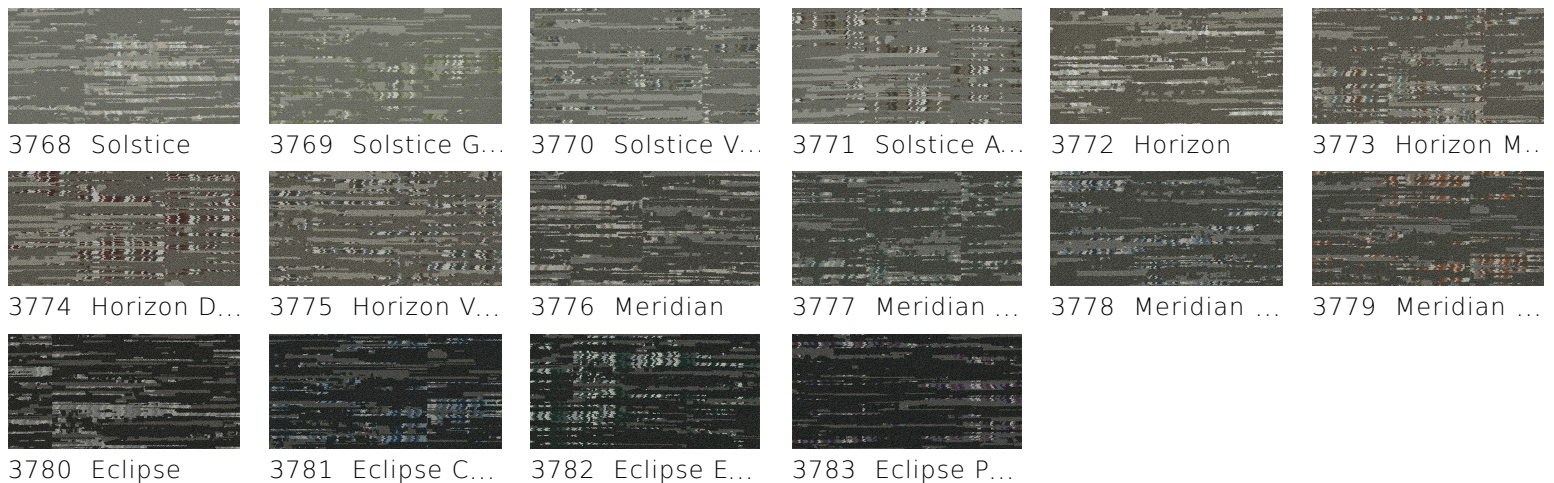 3768 Solstice
3769 Solstice G...
3770 Solstice V...
3771 Solstice A...
3772 Horizon
3773 Horizon M...
3774 Horizon D...
3775 Horizon V...
3776 Meridian
3777 Meridian ...
3778 Meridian ...
3779 Meridian ...
3780 Eclipse
3781 Eclipse C...
3782 Eclipse E...
3783 Eclipse P...